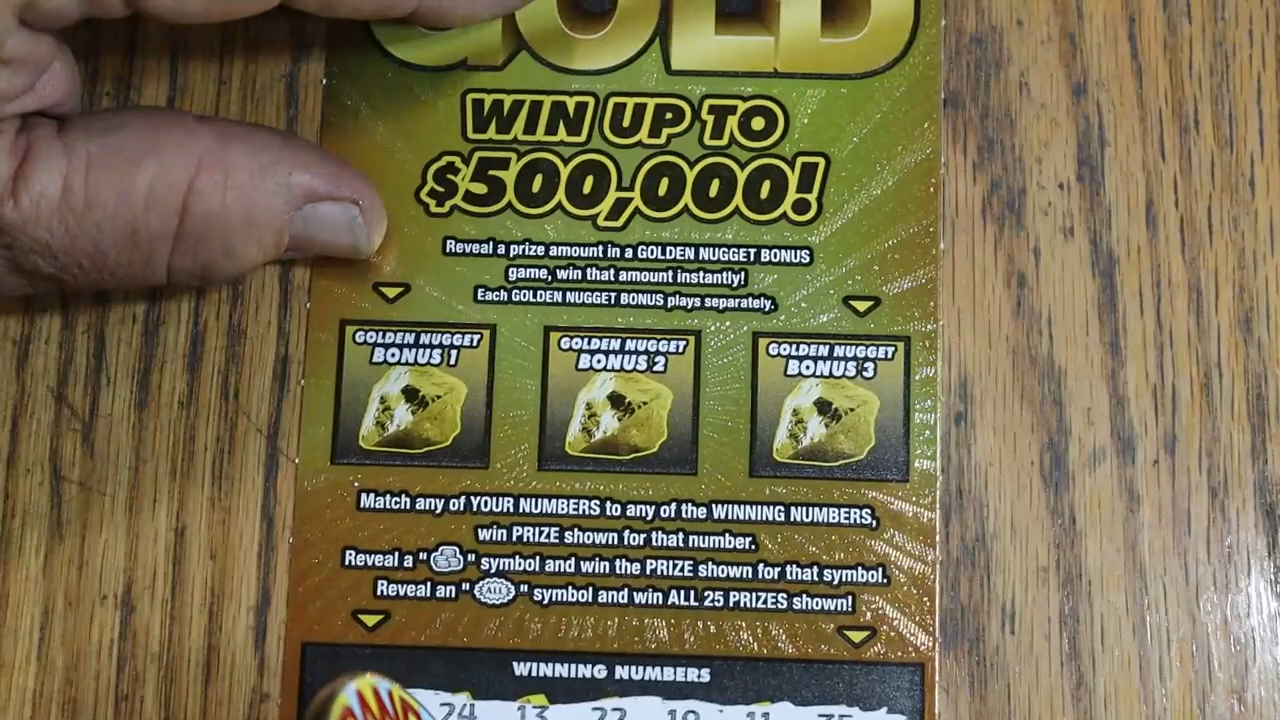 GOLD
WIN UP TO
$500,000!
Reveal a prize amount in a GOLDEN NUGGET BONUS
game, win that amount instantly!
Each GOLDEN NUGGET BONUS plays separately.
GOLDEN NUGGET
BONUS 1
GOLDEN NUGGET
BONUS 2
GOLDEN NUGGET
BONUS 3
Match any of YOUR NUMBERS to any of the WINNING NUMBERS,
win PRIZE shown for that number.
Reveal a " " symbol and win the PRIZE shown for that symbol.
Reveal an "ALL" symbol and win ALL 25 PRIZES shown!
WINNING NUMBERS
24 13 22 19 11 35